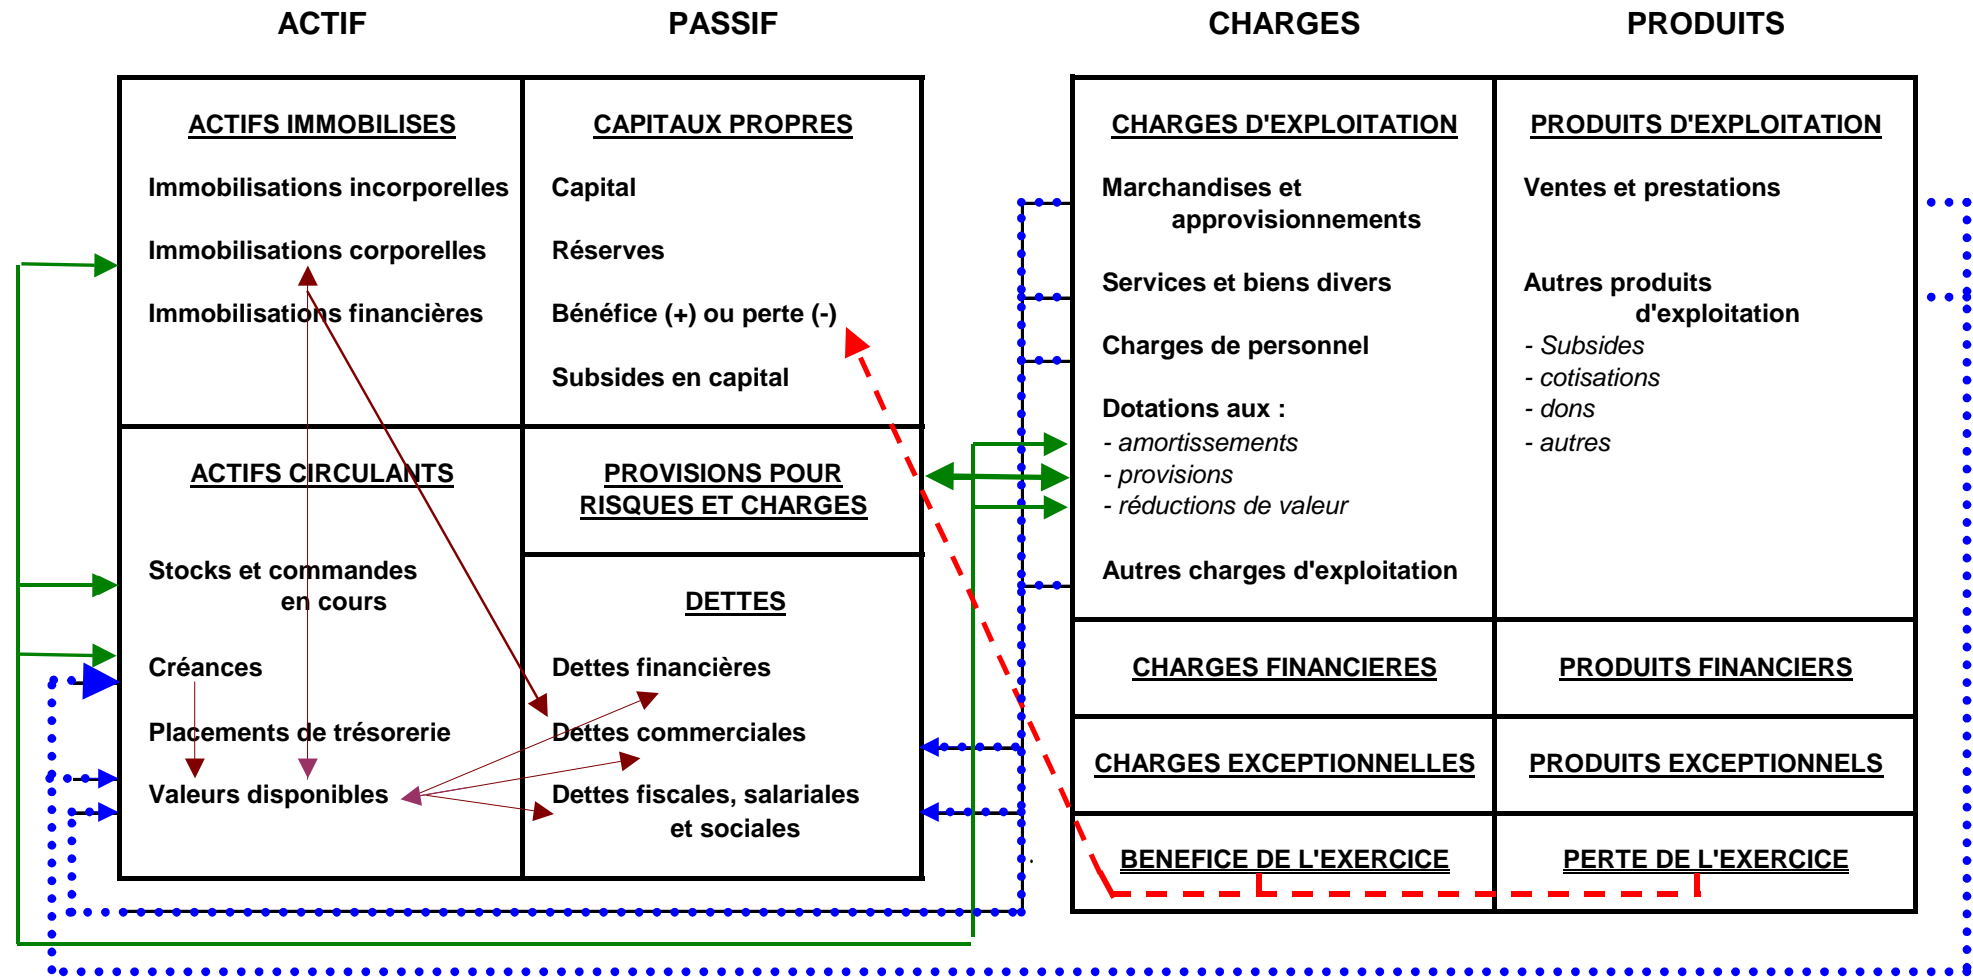 ACTIF
PASSIF
CHARGES
PRODUITS
ACTIFS IMMOBILISES
Immobilisations incorporelles
Immobilisations corporelles
Immobilisations financières
CAPITAUX PROPRES
Capital
Réserves
Bénéfice (+) ou perte (-)
Subsides en capital
ACTIFS CIRCULANTS
Stocks et commandes
en cours
Créances
Placements de trésorerie
Valeurs disponibles
PROVISIONS POUR
RISQUES ET CHARGES
DETTES
Dettes financières
Dettes commerciales
Dettes fiscales, salariales
et sociales
CHARGES D'EXPLOITATION
Marchandises et
approvisionnements
Services et biens divers
Charges de personnel
Dotations aux :
- amortissements
- provisions
- réductions de valeur
Autres charges d'exploitation
PRODUITS D'EXPLOITATION
Ventes et prestations
Autres produits
d'exploitation
- Subsides
- cotisations
- dons
- autres
CHARGES FINANCIERES
PRODUITS FINANCIERS
CHARGES EXCEPTIONNELLES
PRODUITS EXCEPTIONNELS
BENEFICE DE L'EXERCICE
PERTE DE L'EXERCICE